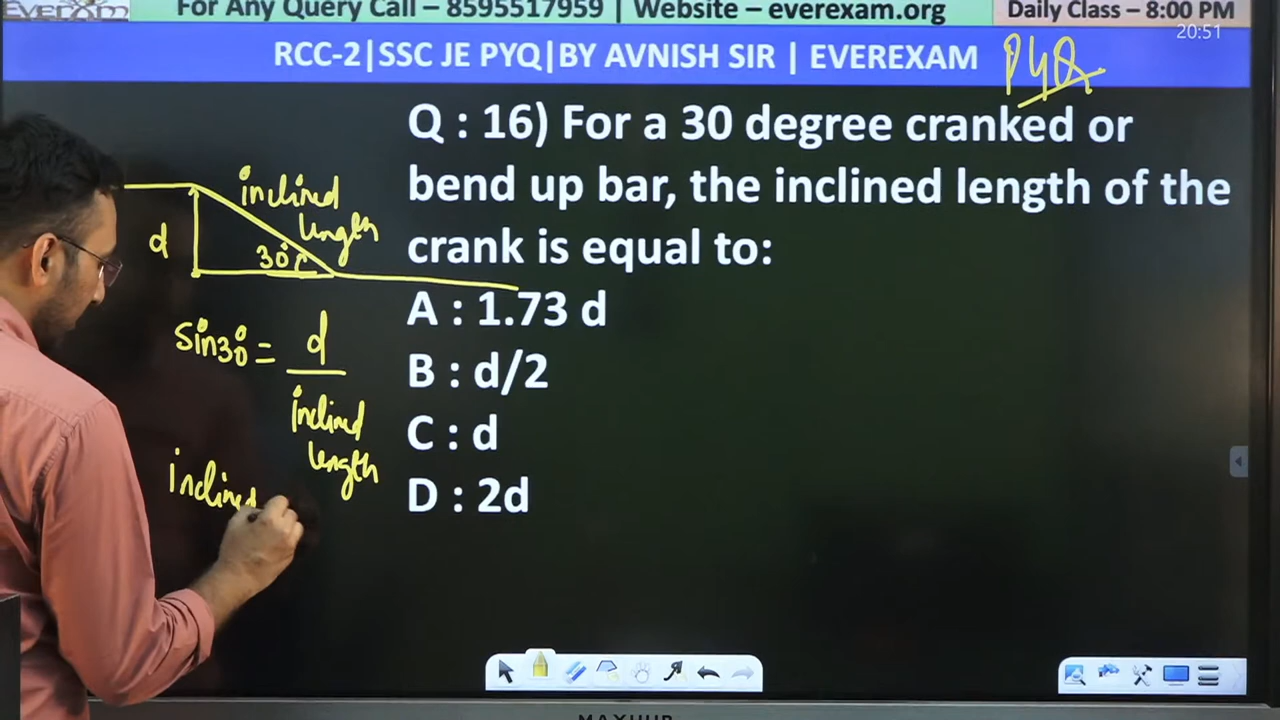 For Any Query Call – 8595517959 | Website – everexam.org
Daily Class – 8:00 PM
20:51
RCC-2|SSC JE PYQ|BY AVNISH SIR | EVEREXAM
PYQ
Q : 16) For a 30 degree cranked or
bend up bar, the inclined length of the
crank is equal to:
A : 1.73 d
B : d/2
C : d
D : 2d
inclined
length
d
30°
sin30° = d
inclined
length
inclined